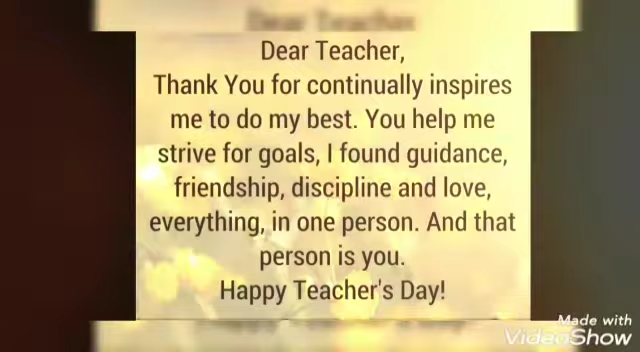 Dear Teacher
Dear Teacher,
Thank You for continually inspires
me to do my best. You help me
strive for goals, I found guidance,
friendship, discipline and love,
everything, in one person. And that
person is you.
Happy Teacher's Day!
Made with
VideoShow